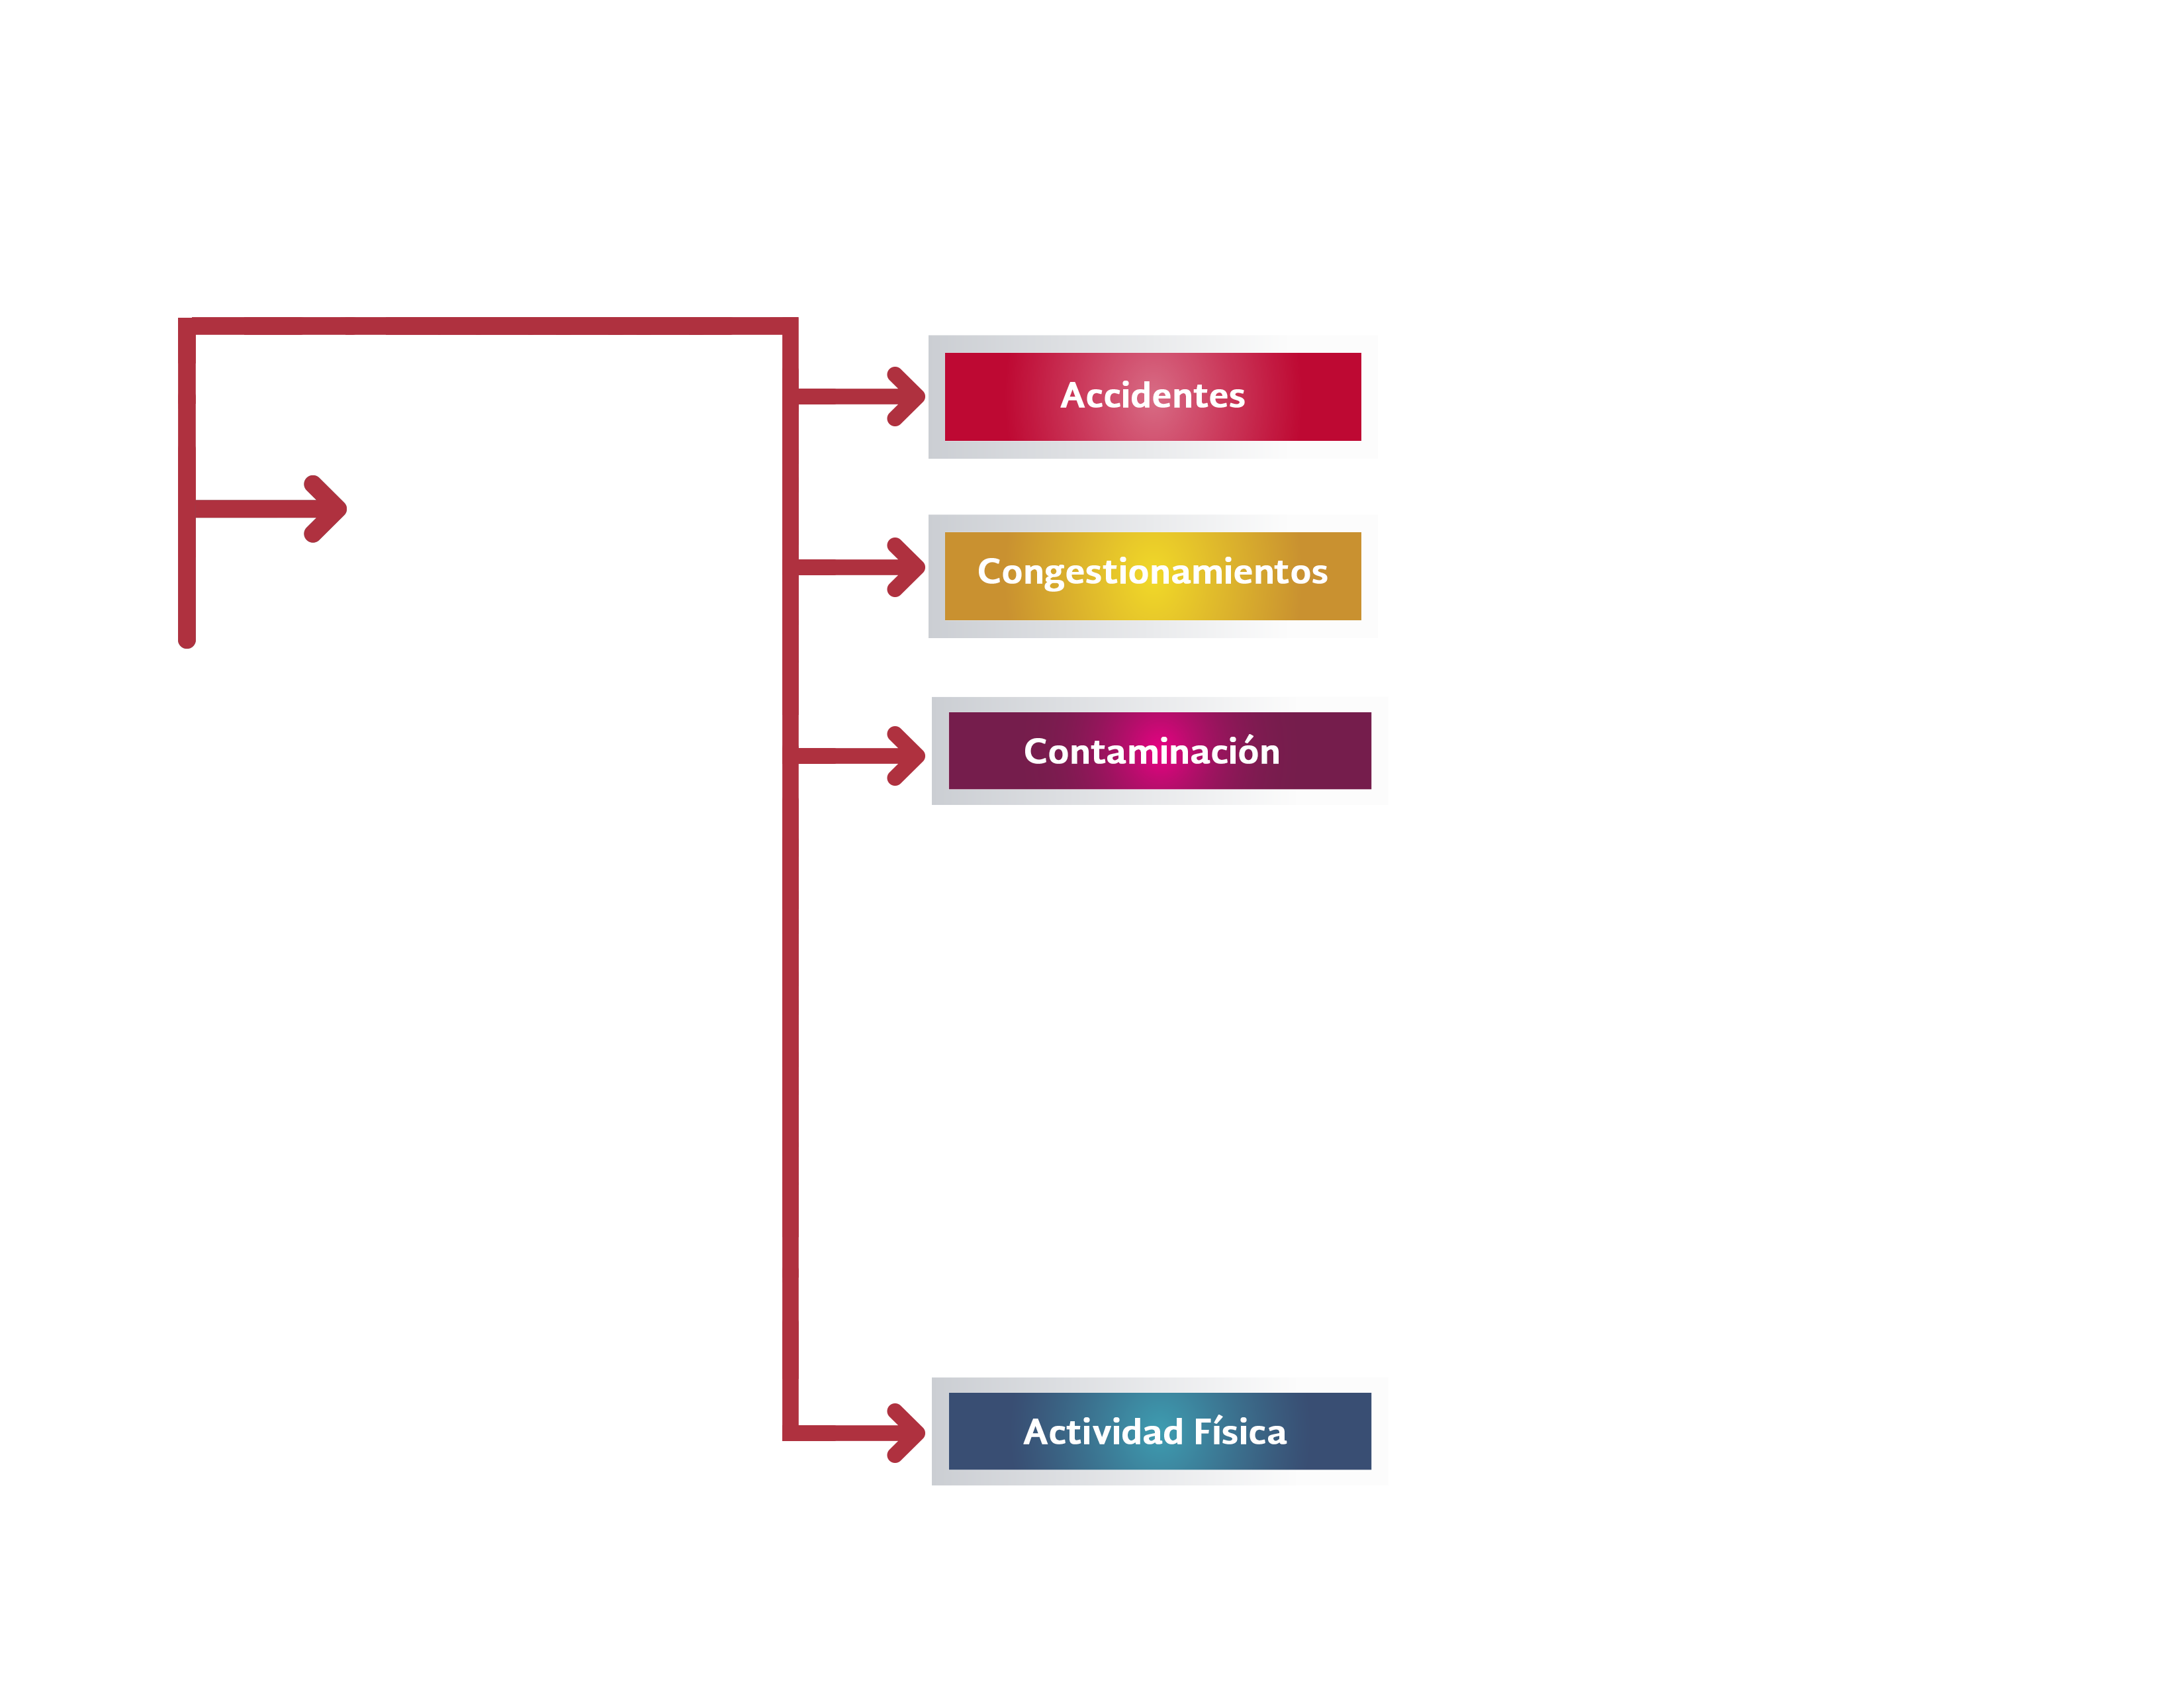 Accidentes
Congestionamientos
Contaminación
Actividad Física